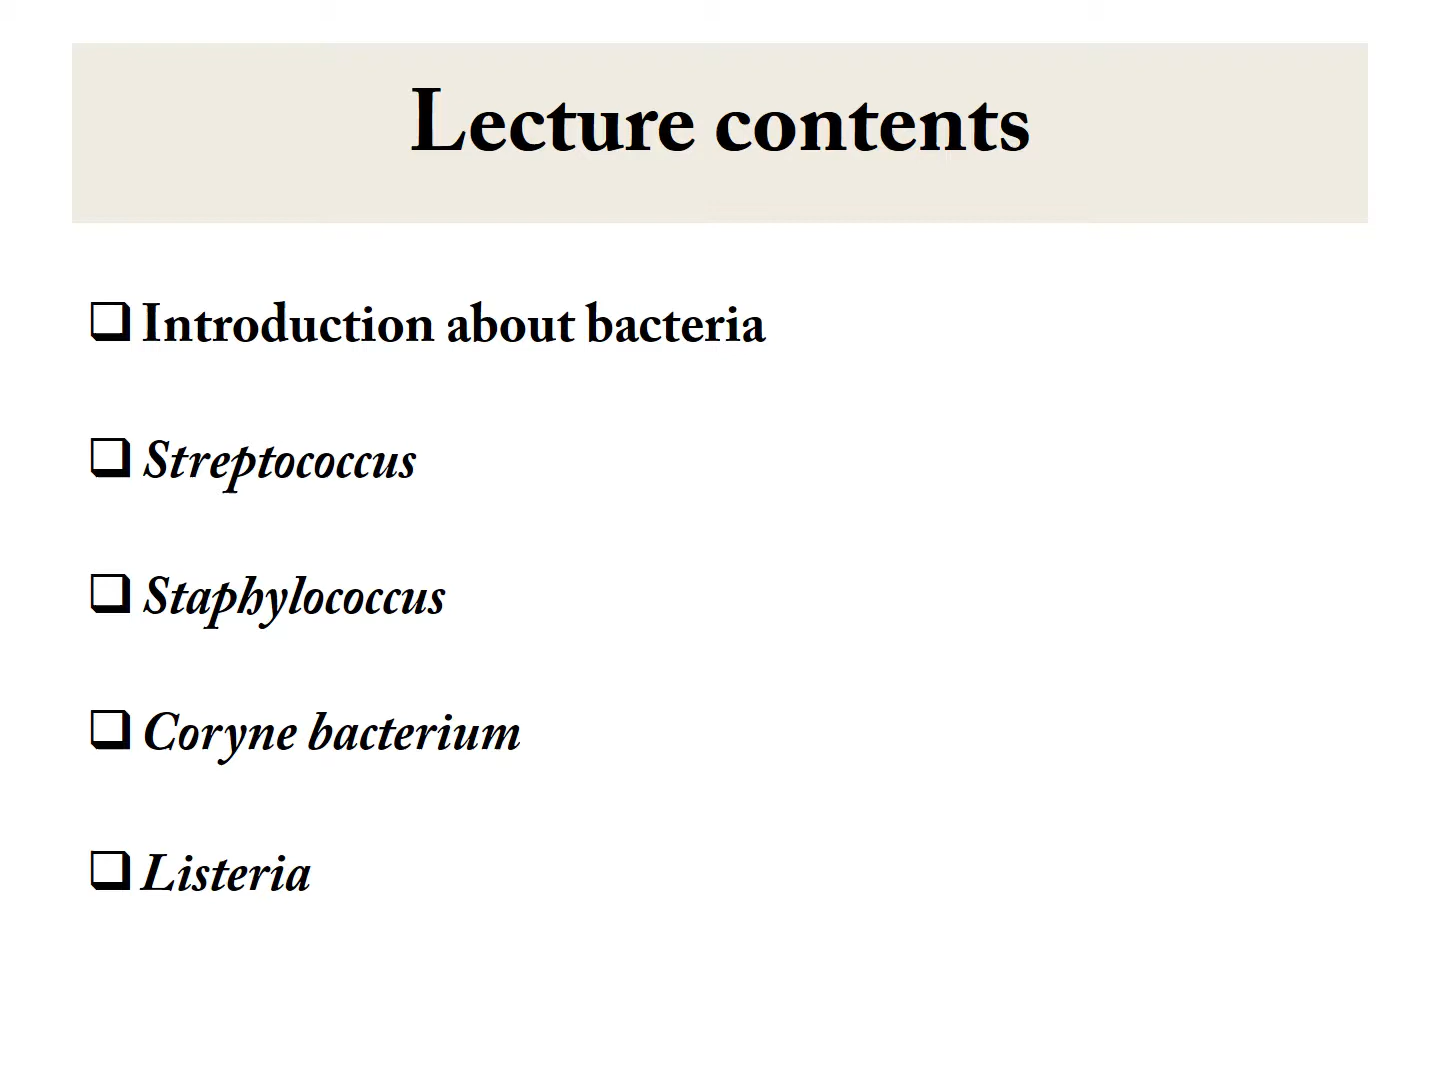 Lecture contents
❑ Introduction about bacteria
❑ Streptococcus
❑ Staphylococcus
❑ Coryne bacterium
❑ Listeria